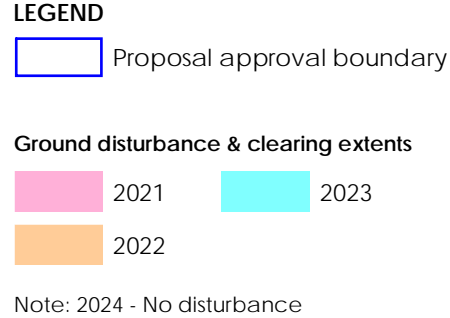 LEGEND
Proposal approval boundary
Ground disturbance & clearing extents
2021 2023
2022
Note: 2024 - No disturbance